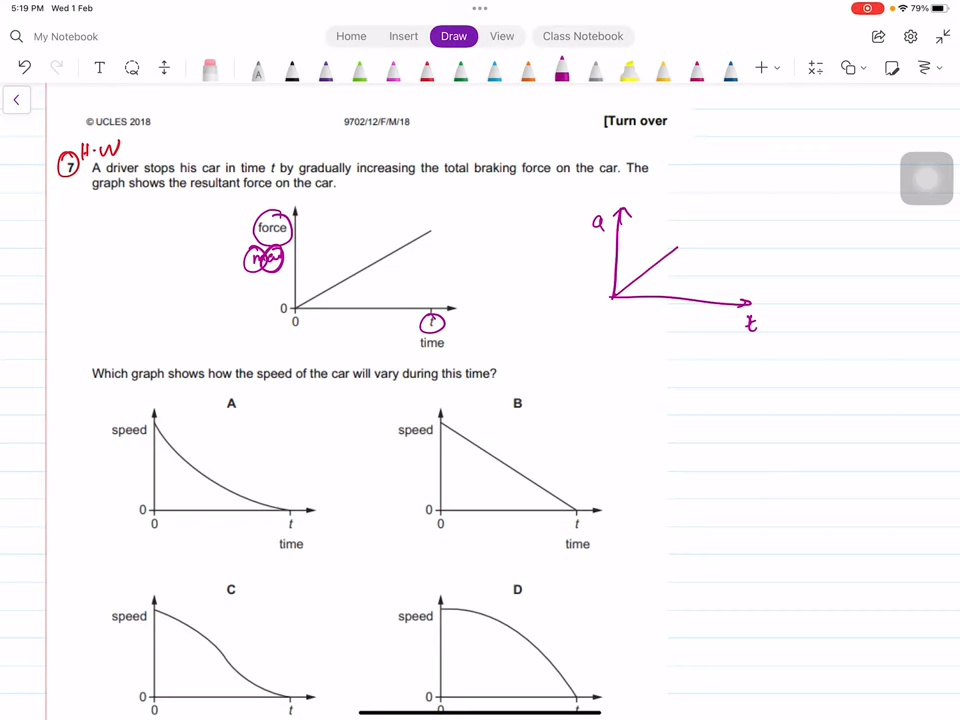 5:19 PM Wed 1 Feb
79%
My Notebook
Home Insert Draw View Class Notebook
© UCLES 2018
9702/12/F/M/18
[Turn over
H.W
7 A driver stops his car in time t by gradually increasing the total braking force on the car. The
graph shows the resultant force on the car.
force
ma
0
0
t
time
a
t
Which graph shows how the speed of the car will vary during this time?
A
speed
0
0
t
time
B
speed
0
0
t
time
C
speed
0
0
t
D
speed
0
0
t